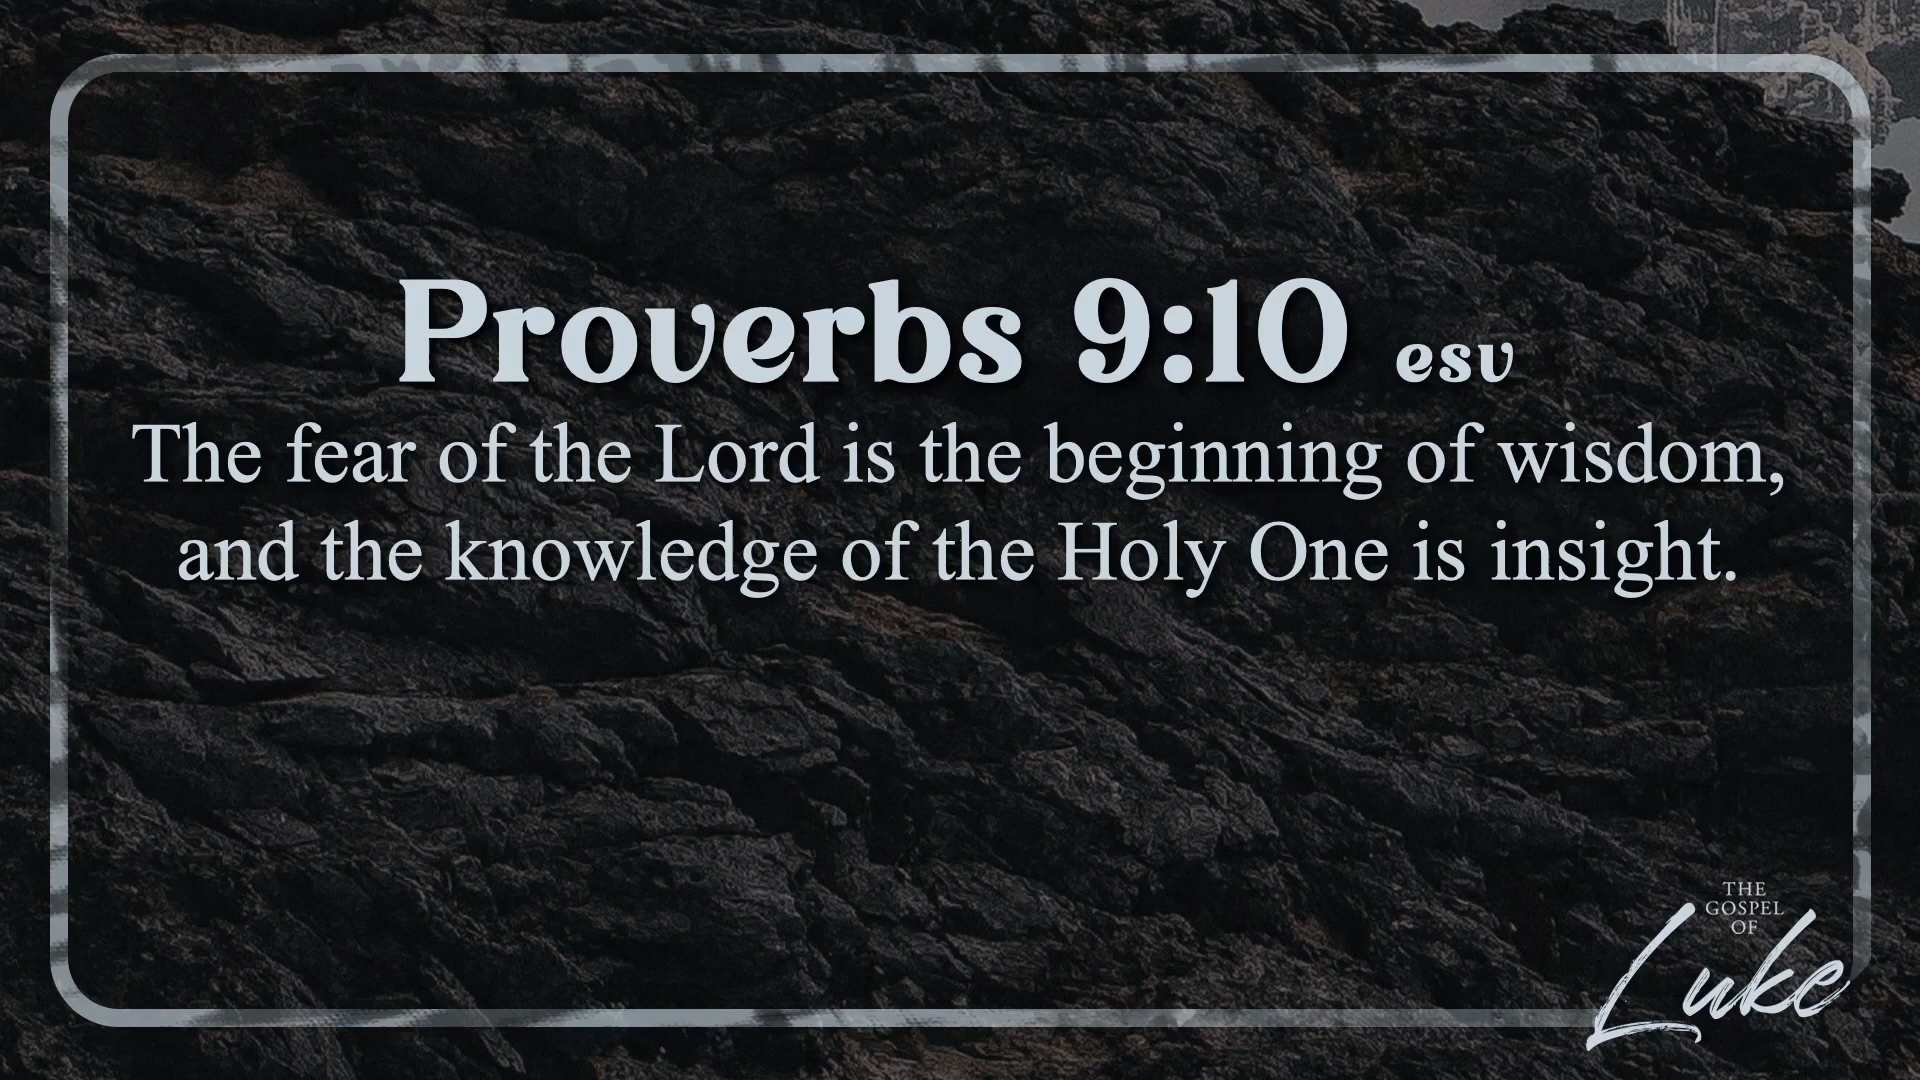 Proverbs 9:10 esv
The fear of the Lord is the beginning of wisdom,
and the knowledge of the Holy One is insight.
THE
GOSPEL
OF
Luke